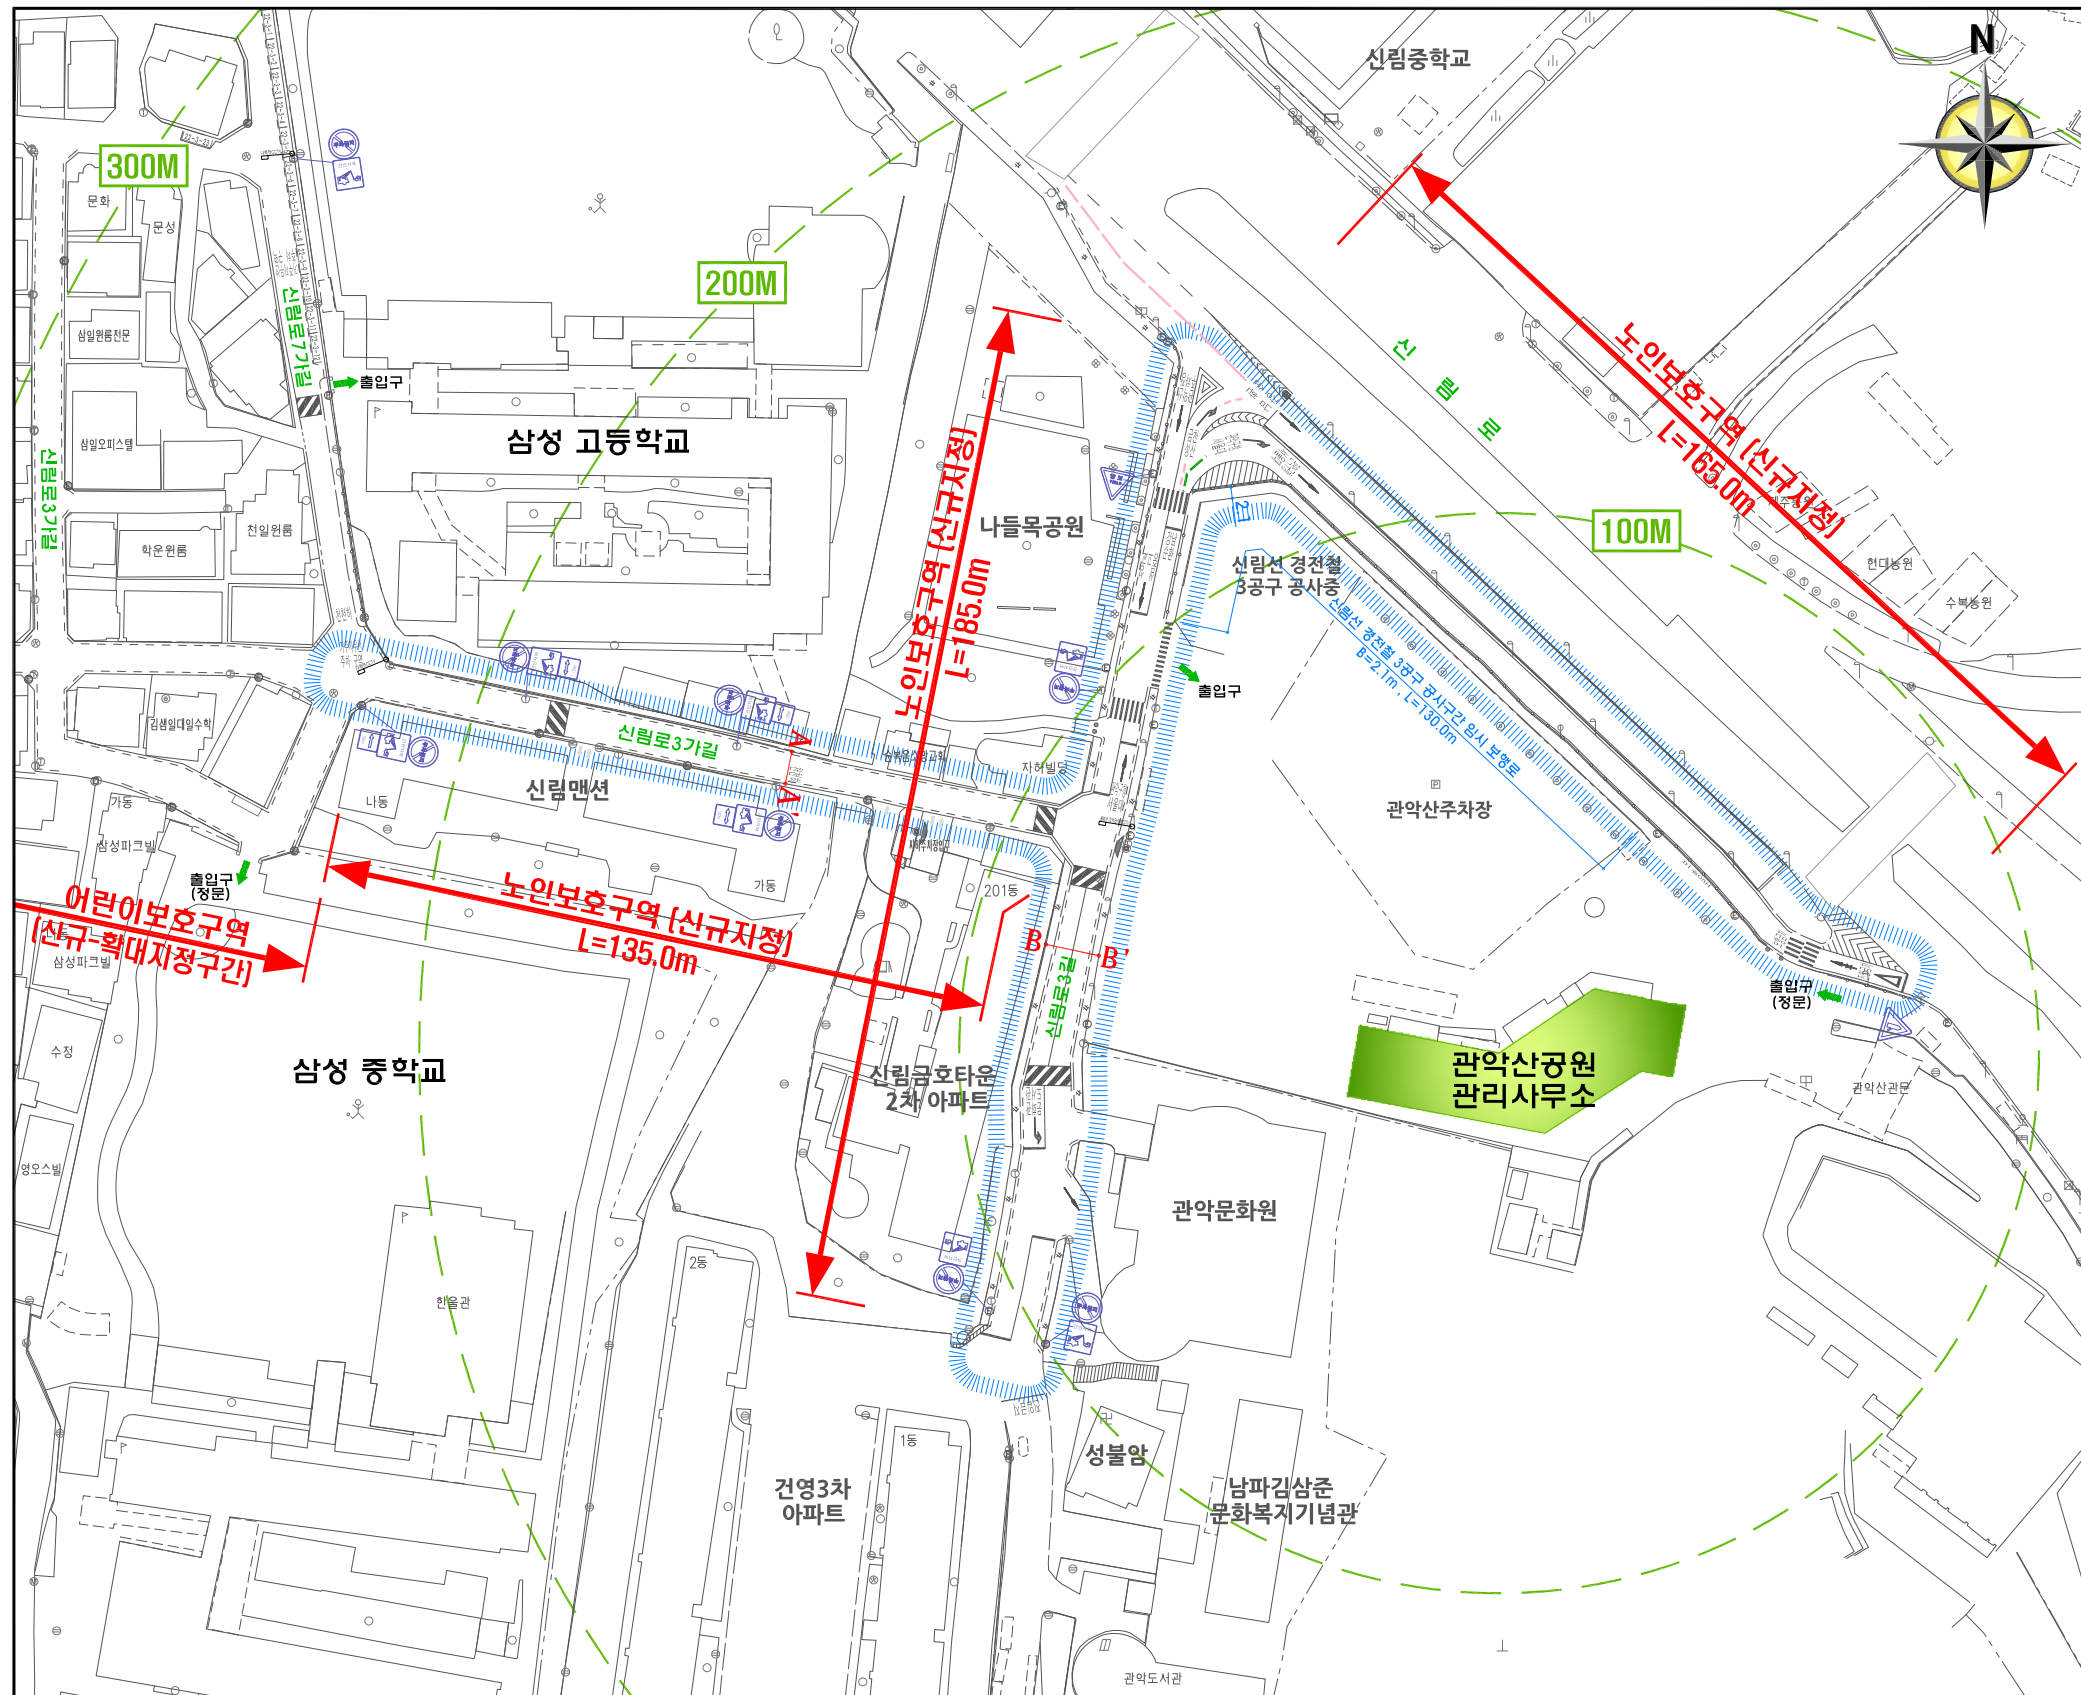 신림중학교
N
300M
문화
문성
200M
신림로7가길
삼일원룸전문
출입구
신림로
노인보호구역 (신규지정)
L=165.0m
삼성 고등학교
삼일오피스텔
신림로3가길
천일원룸
학운원룸
나들목공원
노인보호구역 (신규지정)
L=185.0m
2.1
100M
신림선 경전철
3공구 공사중
현대농원
수복농원
신림선 경전철 3공구 공사구간 임시 보행로
B=2.1m , L=130.0m
출입구
김샘일대일수학
신림로3가길
A
A'
자하빌딩
신림맨션
나동
가동
가동
삼성파크빌
관악산주차장
출입구
(정문)
201동
어린이보호구역
(신규-확대지정구간)
노인보호구역 (신규지정)
L=135.0m
나동
삼성파크빌
B
B'
신림로3길
출입구
(정문)
수정
삼성 중학교
신림금호타운
2차 아파트
관악산공원
관리사무소
관악산관문
영오스빌
관악문화원
2동
한울관
1동
성불암
건영3차
아파트
남파김삼준
문화복지기념관
관악도서관